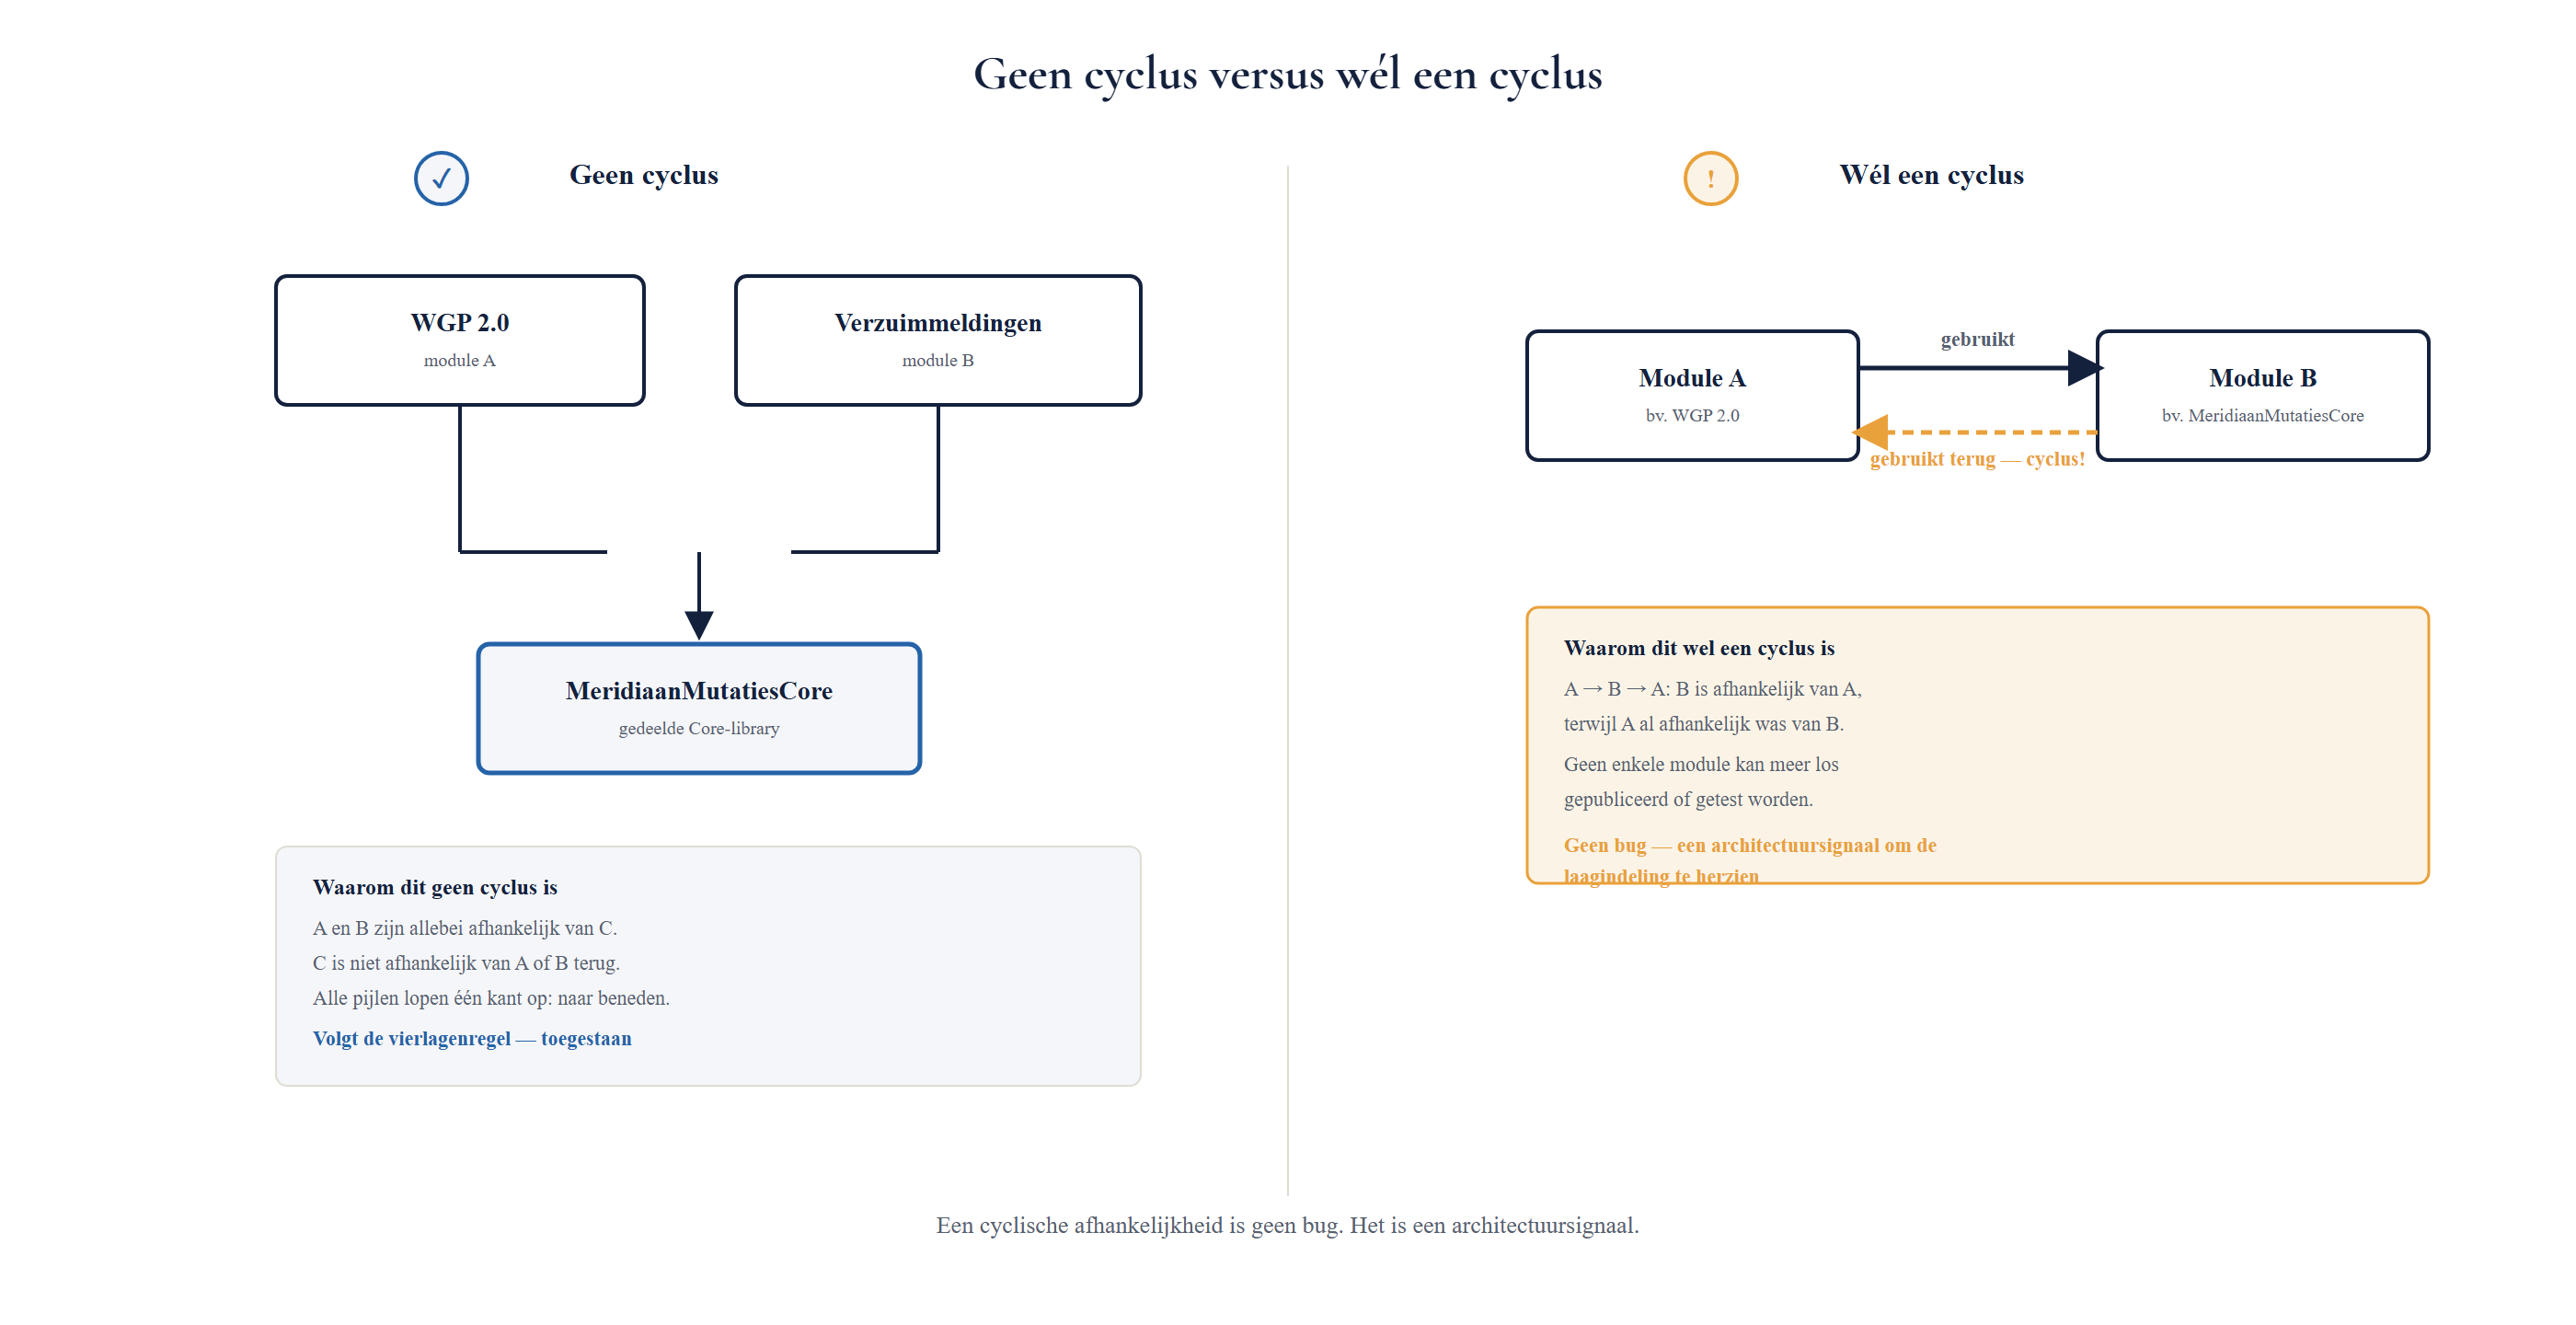 Geen cyclus versus wél een cyclus
✓
Geen cyclus
WGP 2.0
module A
Verzuimmeldingen
module B
MeridiaanMutatiesCore
gedeelde Core-library
Waarom dit geen cyclus is
A en B zijn allebei afhankelijk van C.
C is niet afhankelijk van A of B terug.
Alle pijlen lopen één kant op: naar beneden.
Volgt de vierlagenregel — toegestaan
!
Wél een cyclus
Module A
bv. WGP 2.0
gebruikt
gebruikt terug — cyclus!
Module B
bv. MeridiaanMutatiesCore
Waarom dit wel een cyclus is
A → B → A: B is afhankelijk van A,
terwijl A al afhankelijk was van B.
Geen enkele module kan meer los
gepubliceerd of getest worden.
Geen bug — een architectuursignaal om de
laagindeling te herzien
Een cyclische afhankelijkheid is geen bug. Het is een architectuursignaal.